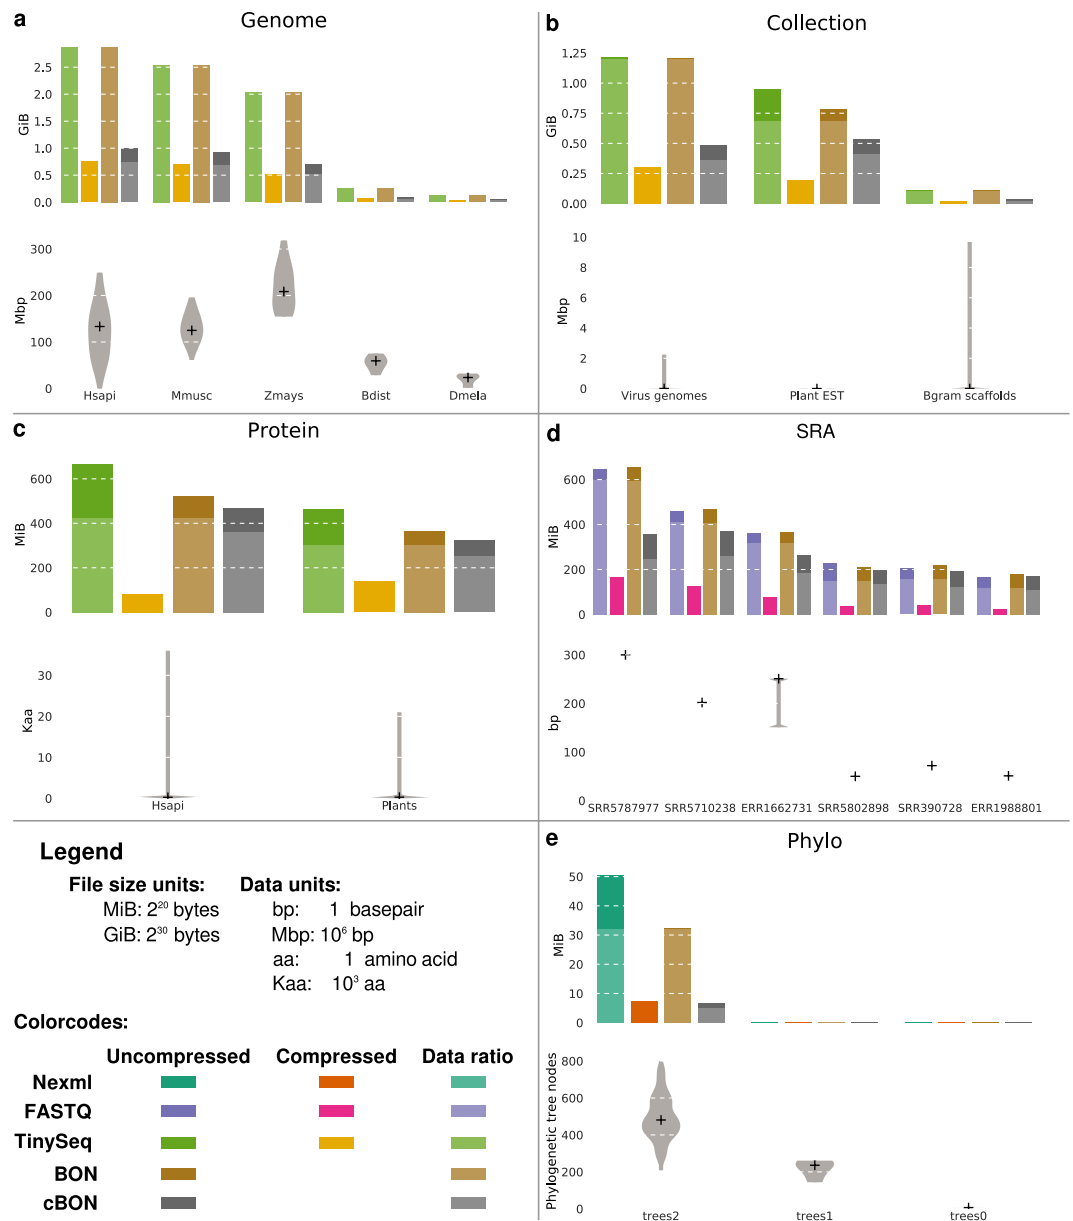 a
Genome
GiB
2.5
2.0
1.5
1.0
0.5
0.0
Mbp
300
200
100
0
Hsapi Mmusc Zmays Bdist Dmela
b
Collection
GiB
1.25
1.00
0.75
0.50
0.25
0.00
Mbp
10
8
6
4
2
0
Virus genomes Plant EST Bgram scaffolds
c
Protein
MiB
600
400
200
0
Kaa
30
20
10
0
Hsapi Plants
d
SRA
MiB
600
400
200
0
bp
300
200
100
0
SRR5787977 SRR5710238 ERR1662731 SRR5802898 SRR390728 ERR1988801
Legend
File size units: Data units:
MiB: 2²⁰ bytes bp: 1 basepair
GiB: 2³⁰ bytes Mbp: 10⁶ bp
aa: 1 amino acid
Kaa: 10³ aa
Colorcodes:
Uncompressed Compressed Data ratio
Nexml
FASTQ
TinySeq
BON
cBON
e
Phylo
MiB
50
40
30
20
10
0
Phylogenetic tree nodes
800
600
400
200
0
trees2 trees1 trees0